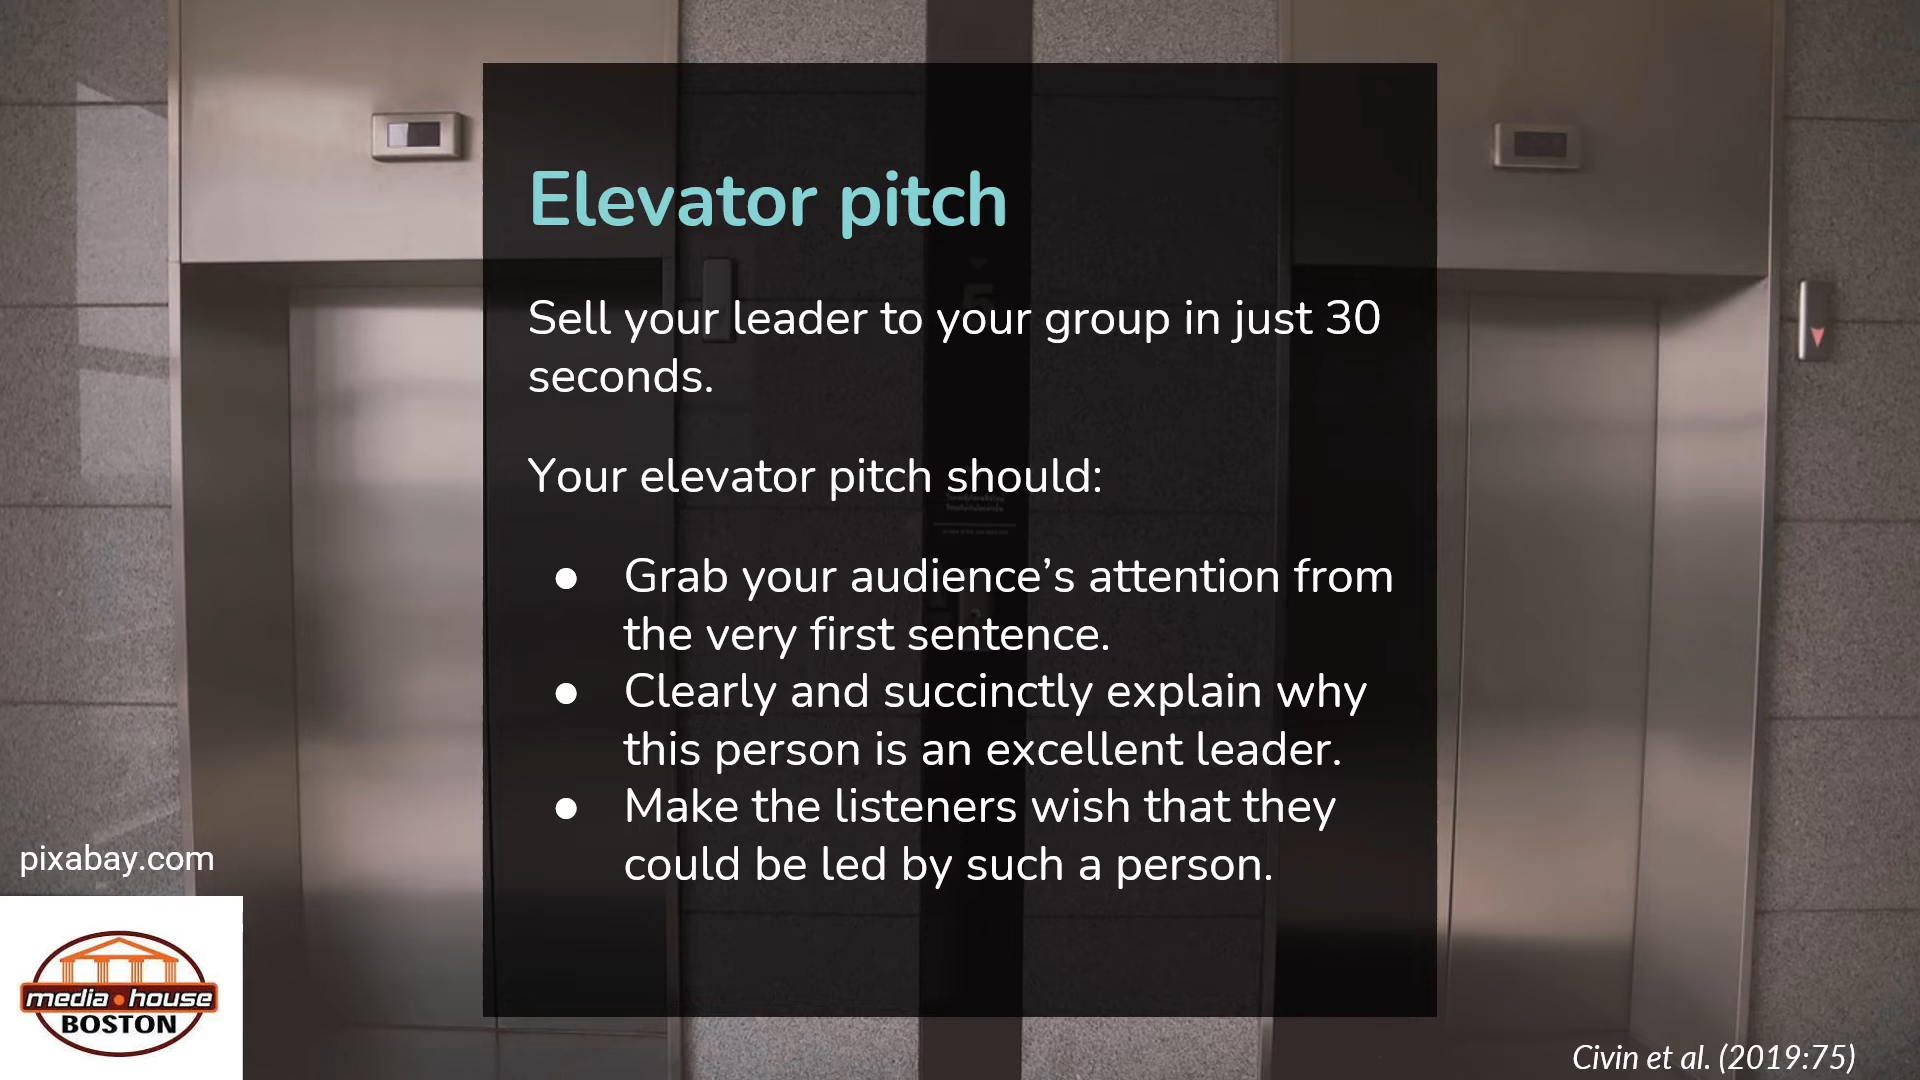 Elevator pitch
Sell your leader to your group in just 30
seconds.
Your elevator pitch should:
● Grab your audience’s attention from
the very first sentence.
● Clearly and succinctly explain why
this person is an excellent leader.
● Make the listeners wish that they
could be led by such a person.
pixabay.com
media•house
BOSTON
Civin et al. (2019:75)